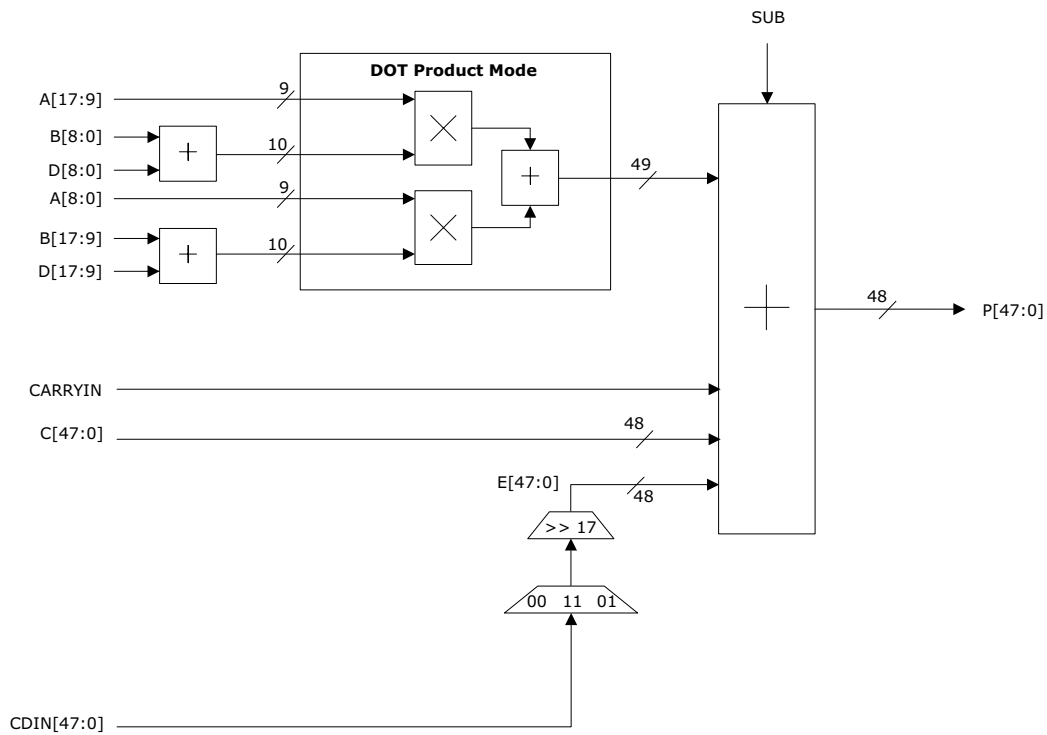 SUB
DOT Product Mode
A[17:9]
9
B[8:0]
D[8:0]
10
A[8:0]
9
B[17:9]
D[17:9]
10
49
48
P[47:0]
CARRYIN
C[47:0]
48
E[47:0]
48
>> 17
00 11 01
CDIN[47:0]